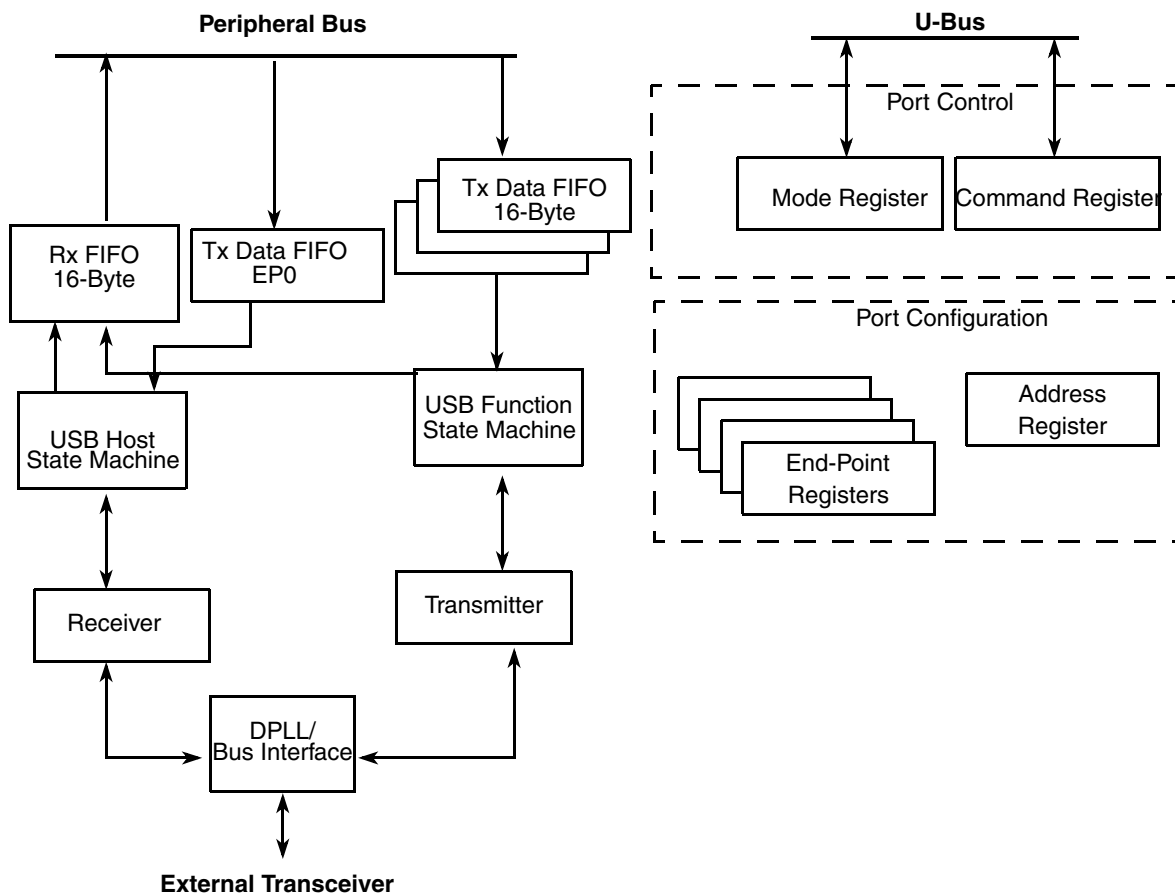 Peripheral Bus
U-Bus
Port Control
Mode Register
Command Register
Tx Data FIFO
16-Byte
Rx FIFO
16-Byte
Tx Data FIFO
EP0
Port Configuration
USB Host
State Machine
USB Function
State Machine
Address
Register
End-Point
Registers
Receiver
Transmitter
DPLL/
Bus Interface
External Transceiver